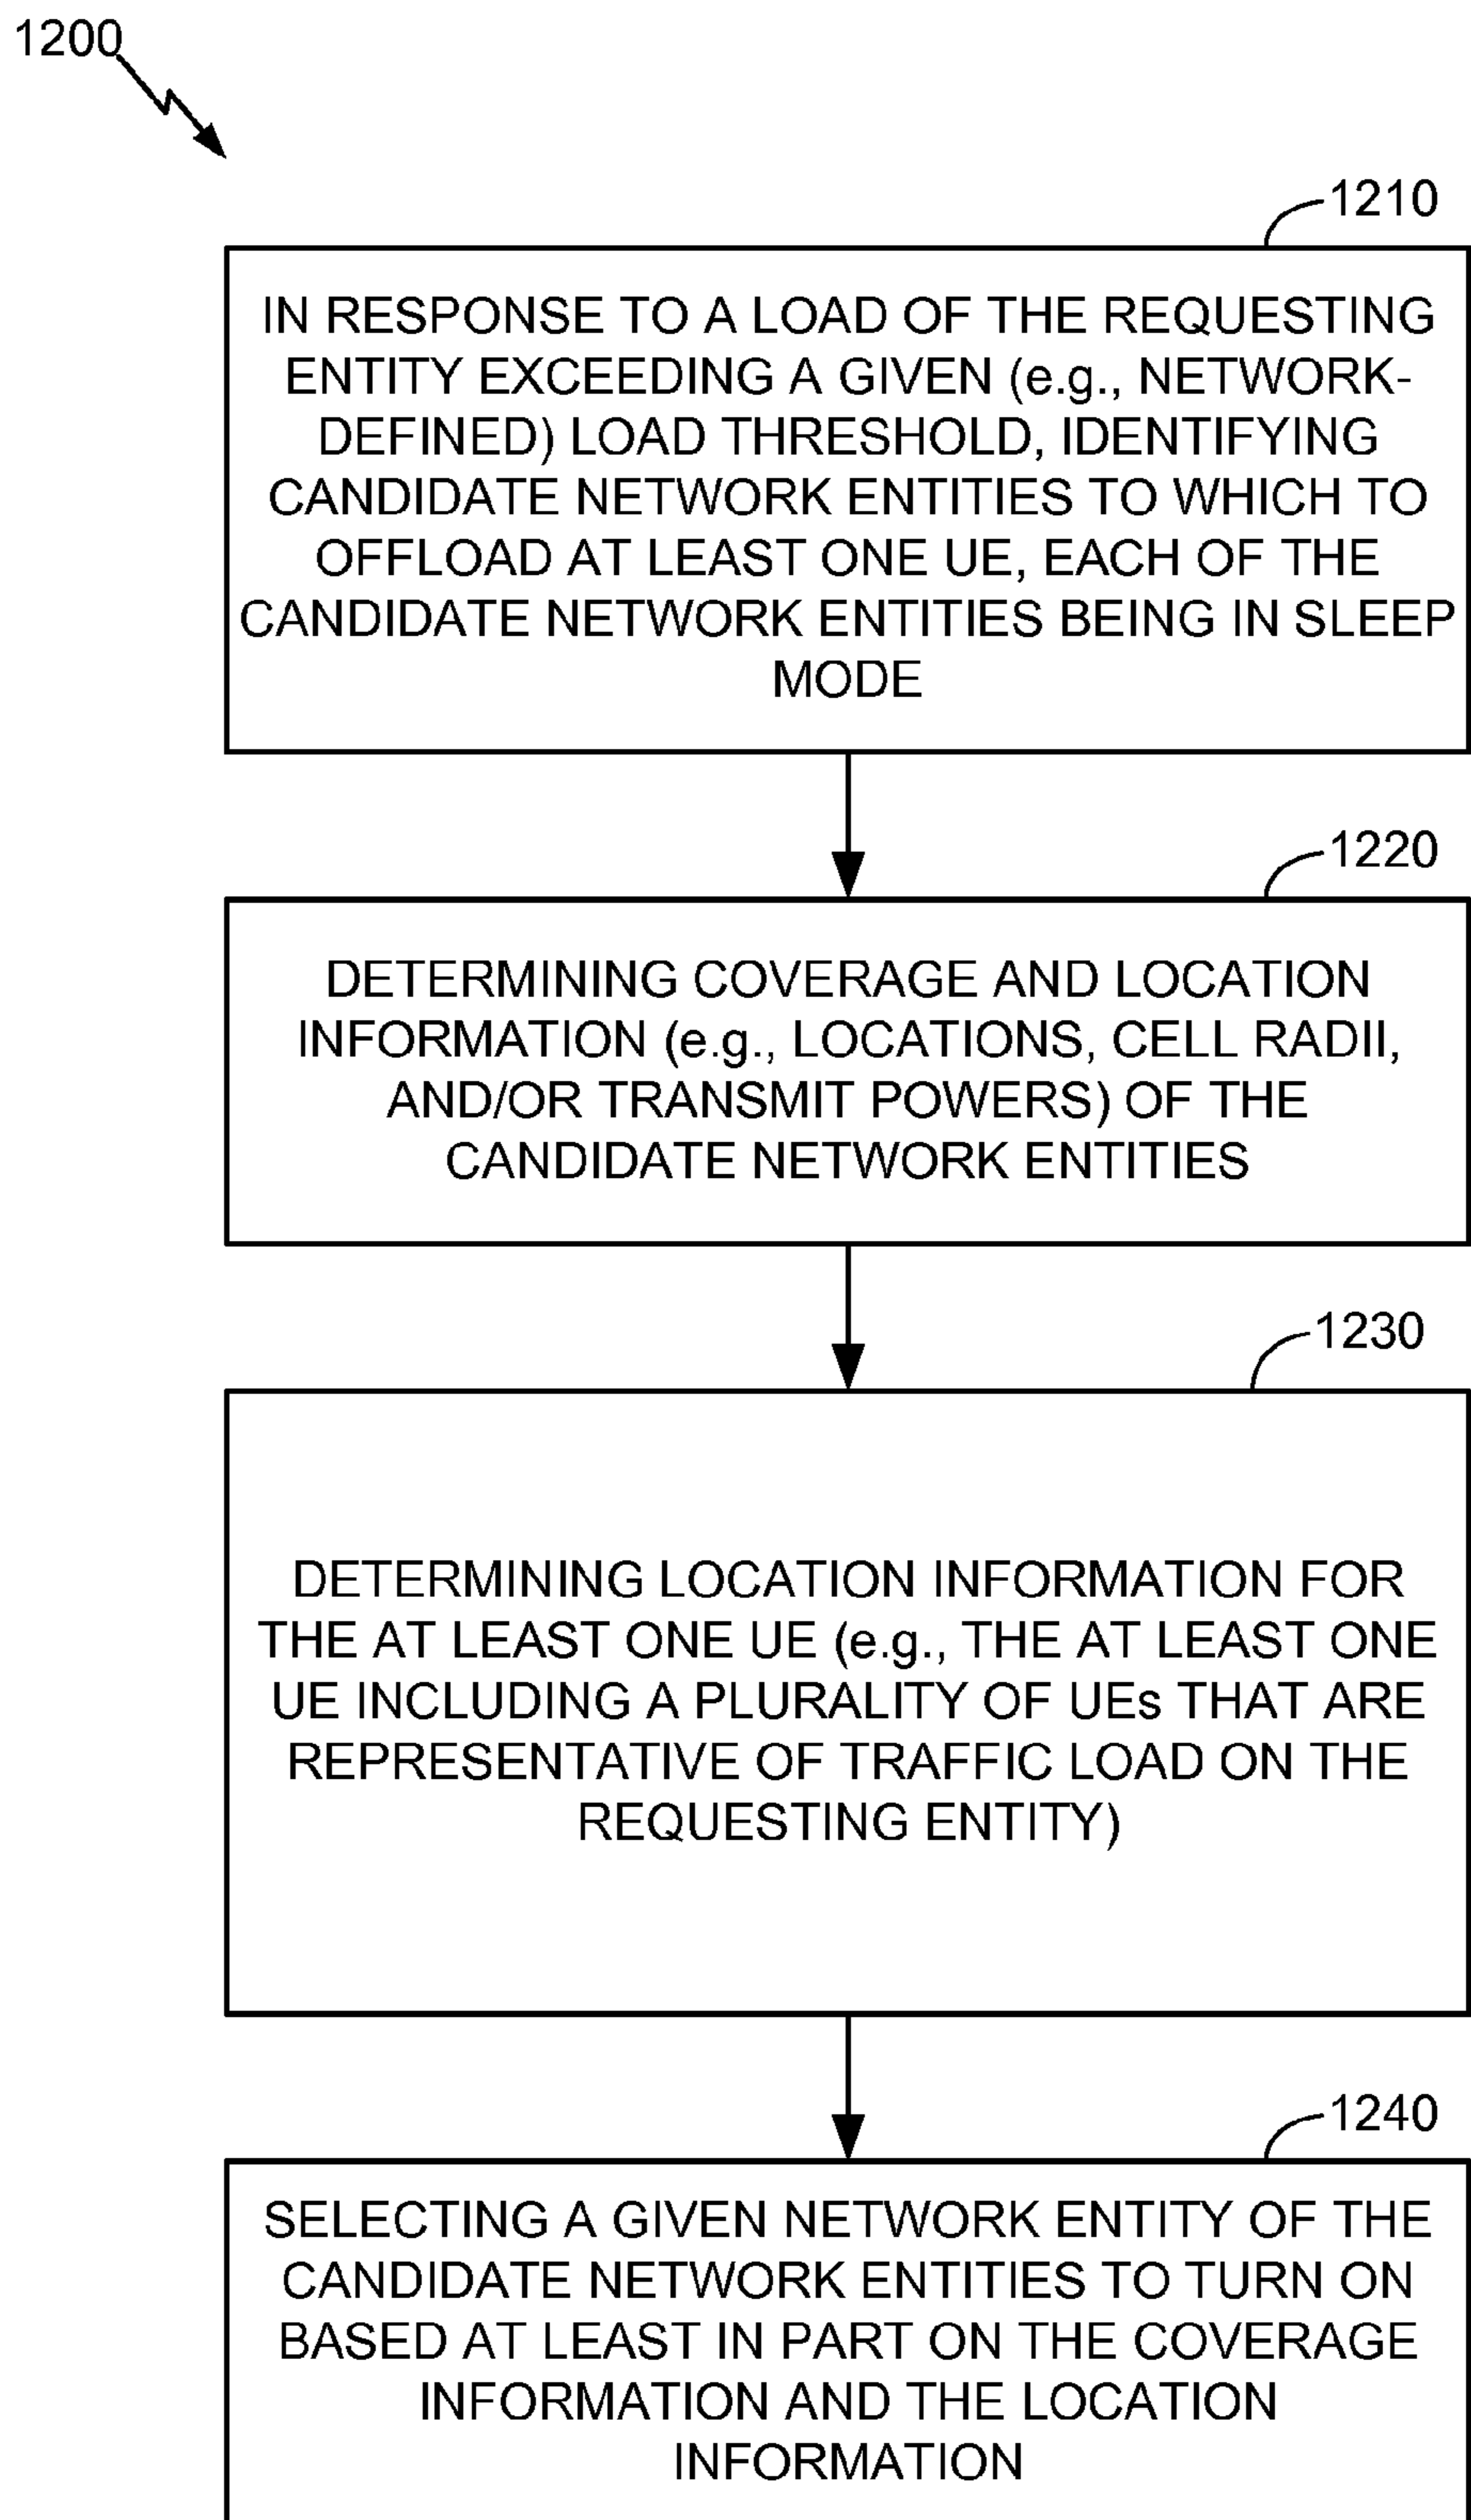 1200
1210
IN RESPONSE TO A LOAD OF THE REQUESTING
ENTITY EXCEEDING A GIVEN (e.g., NETWORK-
DEFINED) LOAD THRESHOLD, IDENTIFYING
CANDIDATE NETWORK ENTITIES TO WHICH TO
OFFLOAD AT LEAST ONE UE, EACH OF THE
CANDIDATE NETWORK ENTITIES BEING IN SLEEP
MODE
1220
DETERMINING COVERAGE AND LOCATION
INFORMATION (e.g., LOCATIONS, CELL RADII,
AND/OR TRANSMIT POWERS) OF THE
CANDIDATE NETWORK ENTITIES
1230
DETERMINING LOCATION INFORMATION FOR
THE AT LEAST ONE UE (e.g., THE AT LEAST ONE
UE INCLUDING A PLURALITY OF UEs THAT ARE
REPRESENTATIVE OF TRAFFIC LOAD ON THE
REQUESTING ENTITY)
1240
SELECTING A GIVEN NETWORK ENTITY OF THE
CANDIDATE NETWORK ENTITIES TO TURN ON
BASED AT LEAST IN PART ON THE COVERAGE
INFORMATION AND THE LOCATION
INFORMATION